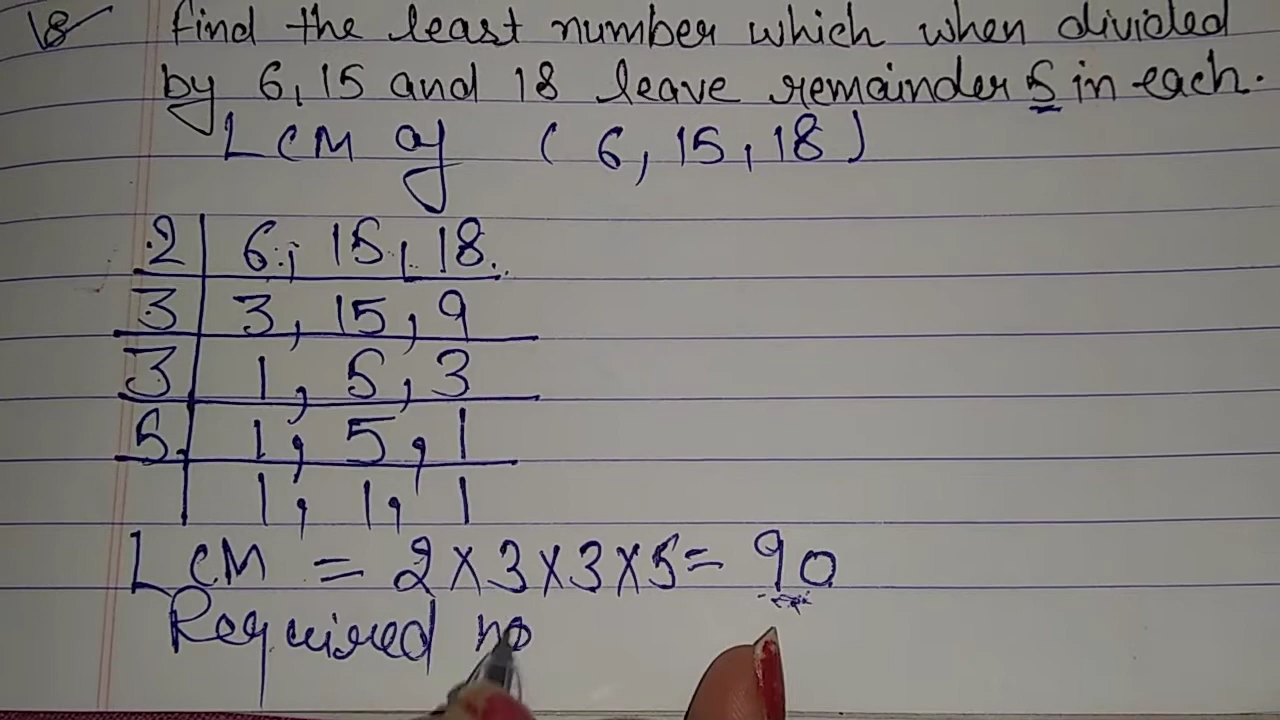 18 find the least number which when divided
by 6, 15 and 18 leave remainder 5 in each.
LCM of (6, 15, 18)
2 | 6, 15, 18
3 | 3, 15, 9
3 | 1, 5, 3
5 | 1, 5, 1
| 1, 1, 1
LCM = 2×3×3×5= 90
Required no